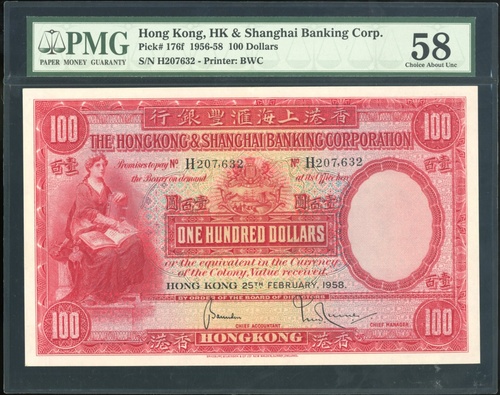 PMG
PAPER MONEY GUARANTY
Hong Kong, HK & Shanghai Banking Corp.
Pick# 176f 1956-58 100 Dollars
S/N H207632 - Printer: BWC
58
Choice About Unc
100 行銀豐滙海上港香 100
THE HONGKONG & SHANGHAI BANKING CORPORATION
百壹 Promises to pay Nº H207,632 Nº H207,632 百壹
the Bearer on demand at its Office here
圓百壹 圓百壹
ONE HUNDRED DOLLARS
or the equivalent in the Currency
of the Colony, Value received.
HONG KONG 25TH FEBRUARY, 1958.
BY ORDER OF THE BOARD OF DIRECTORS
CHIEF ACCOUNTANT CHIEF MANAGER
100 港香 HONGKONG 港香 100